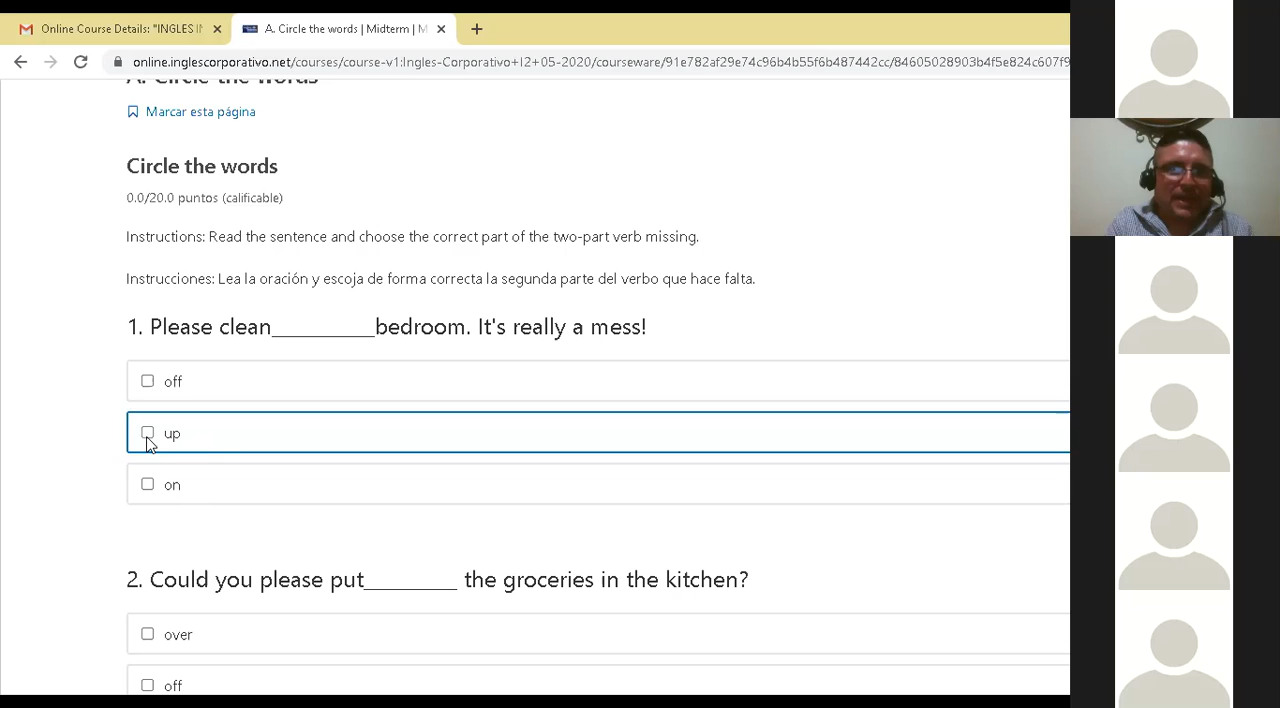 Online Course Details: "INGLES I
A. Circle the words | Midterm | M
online.inglescorporativo.net/courses/course-v1:Ingles-Corporativo+I2+05-2020/courseware/91e782af29e74c96b4b55f6b487442cc/84605028903b4f5e824c607f9
A. Circle the words
Marcar esta página
Circle the words
0.0/20.0 puntos (calificable)
Instructions: Read the sentence and choose the correct part of the two-part verb missing.
Instrucciones: Lea la oración y escoja de forma correcta la segunda parte del verbo que hace falta.
1. Please clean__________bedroom. It's really a mess!
off
up
on
2. Could you please put_________ the groceries in the kitchen?
over
off